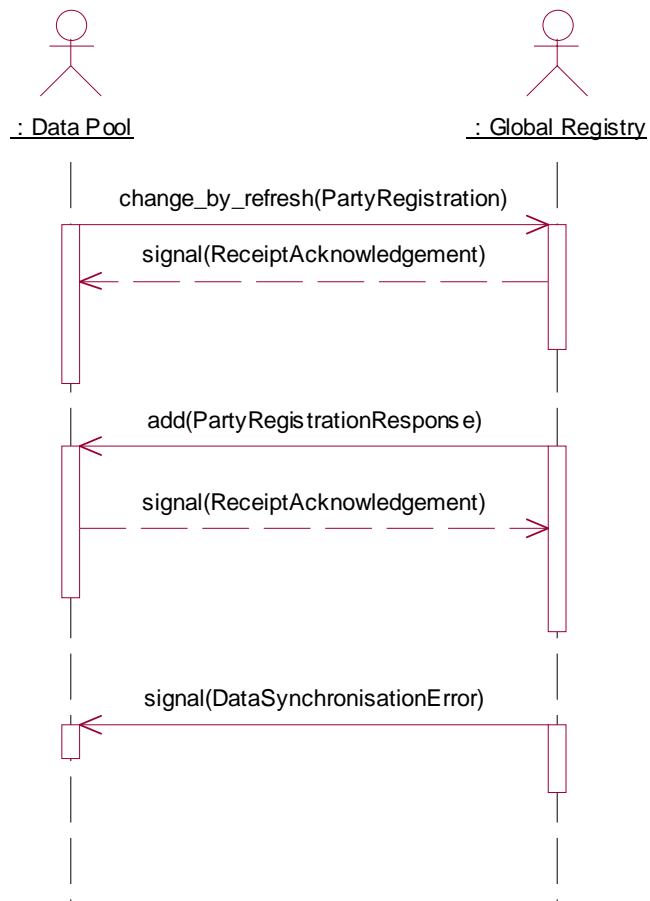 : Data Pool
: Global Registry
change_by_refresh(PartyRegistration)
signal(ReceiptAcknowledgement)
add(PartyRegistrationResponse)
signal(ReceiptAcknowledgement)
signal(DataSynchronisationError)